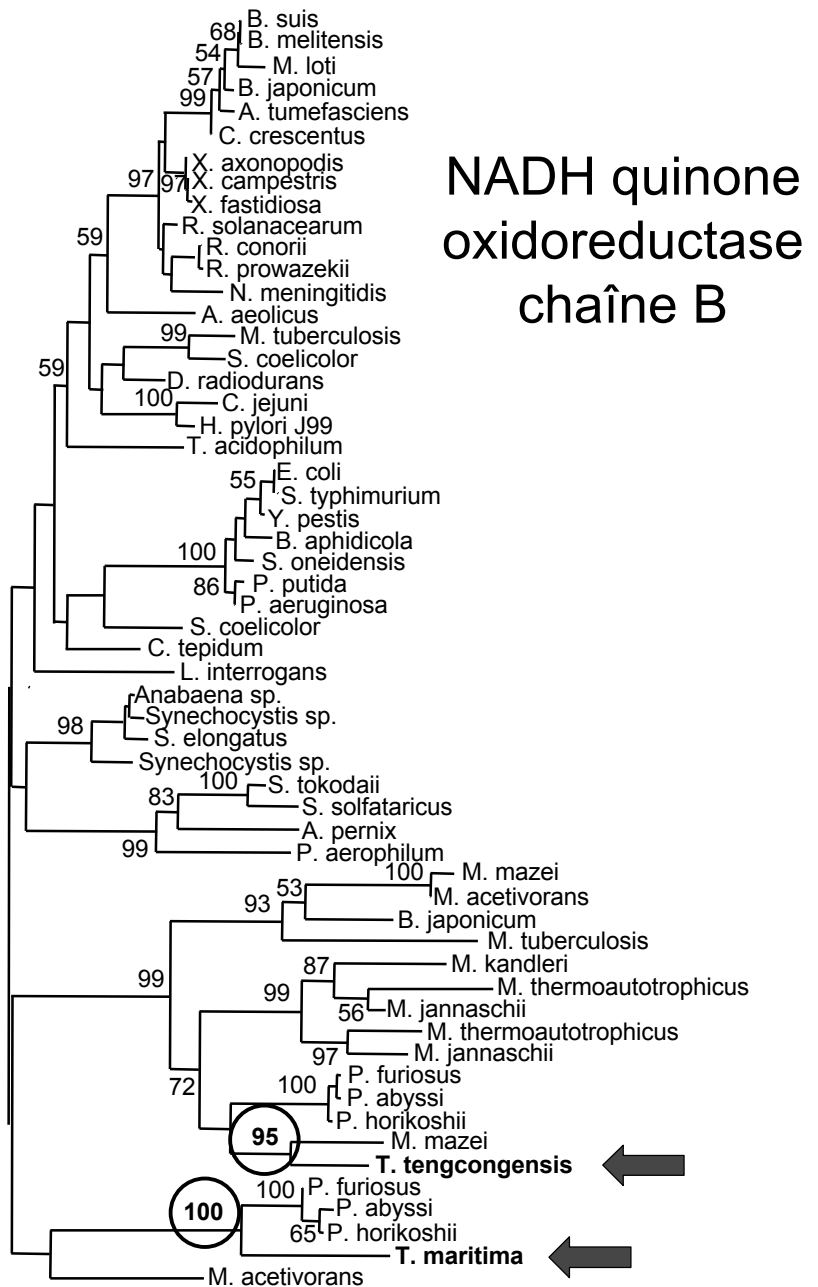 B. suis
68
B. melitensis
54
M. loti
57
B. japonicum
99
A. tumefasciens
C. crescentus
NADH quinone
oxidoreductase
chaîne B
X. axonopodis
97
97
X. campestris
X. fastidiosa
R. solanacearum
59
R. conorii
R. prowazekii
N. meningitidis
A. aeolicus
99
M. tuberculosis
S. coelicolor
59
D. radiodurans
100
C. jejuni
H. pylori J99
T. acidophilum
E. coli
55
S. typhimurium
Y. pestis
B. aphidicola
100
S. oneidensis
86
P. putida
P. aeruginosa
S. coelicolor
C. tepidum
L. interrogans
Anabaena sp.
Synechocystis sp.
98
S. elongatus
Synechocystis sp.
100
S. tokodaii
83
S. solfataricus
A. pernix
99
P. aerophilum
100
M. mazei
53
M. acetivorans
93
B. japonicum
M. tuberculosis
87
M. kandleri
99
99
M. thermoautotrophicus
56
M. jannaschii
M. thermoautotrophicus
97
M. jannaschii
72
100
P. furiosus
P. abyssi
P. horikoshii
95
M. mazei
T. tengcongensis
100
P. furiosus
100
P. abyssi
65
P. horikoshii
T. maritima
M. acetivorans